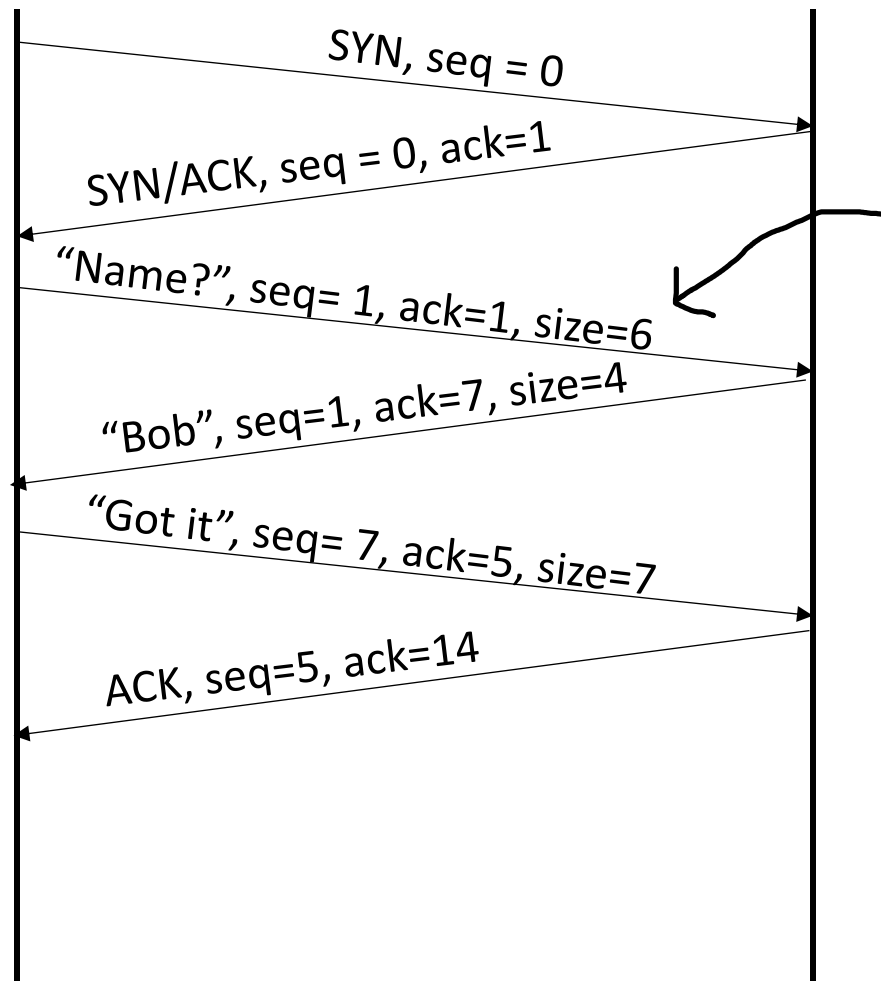 SYN, seq = 0
SYN/ACK, seq = 0, ack=1
“Name?”, seq= 1, ack=1, size=6
“Bob”, seq=1, ack=7, size=4
“Got it”, seq= 7, ack=5, size=7
ACK, seq=5, ack=14